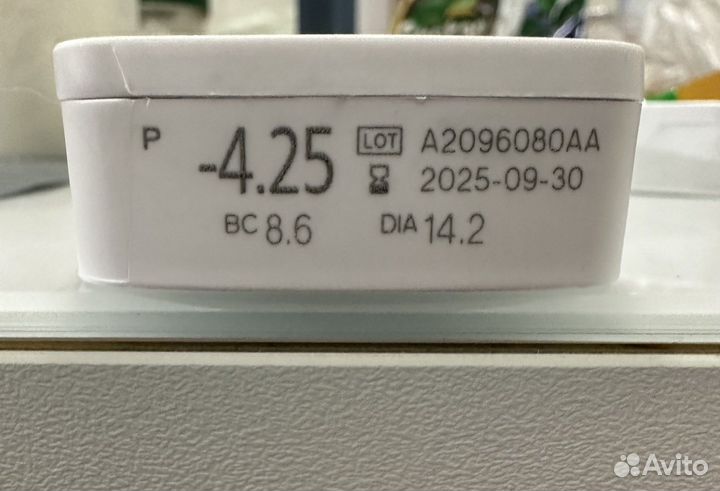 P -4.25 LOT A2096080AA
2025-09-30
BC 8.6 DIA 14.2
Avito